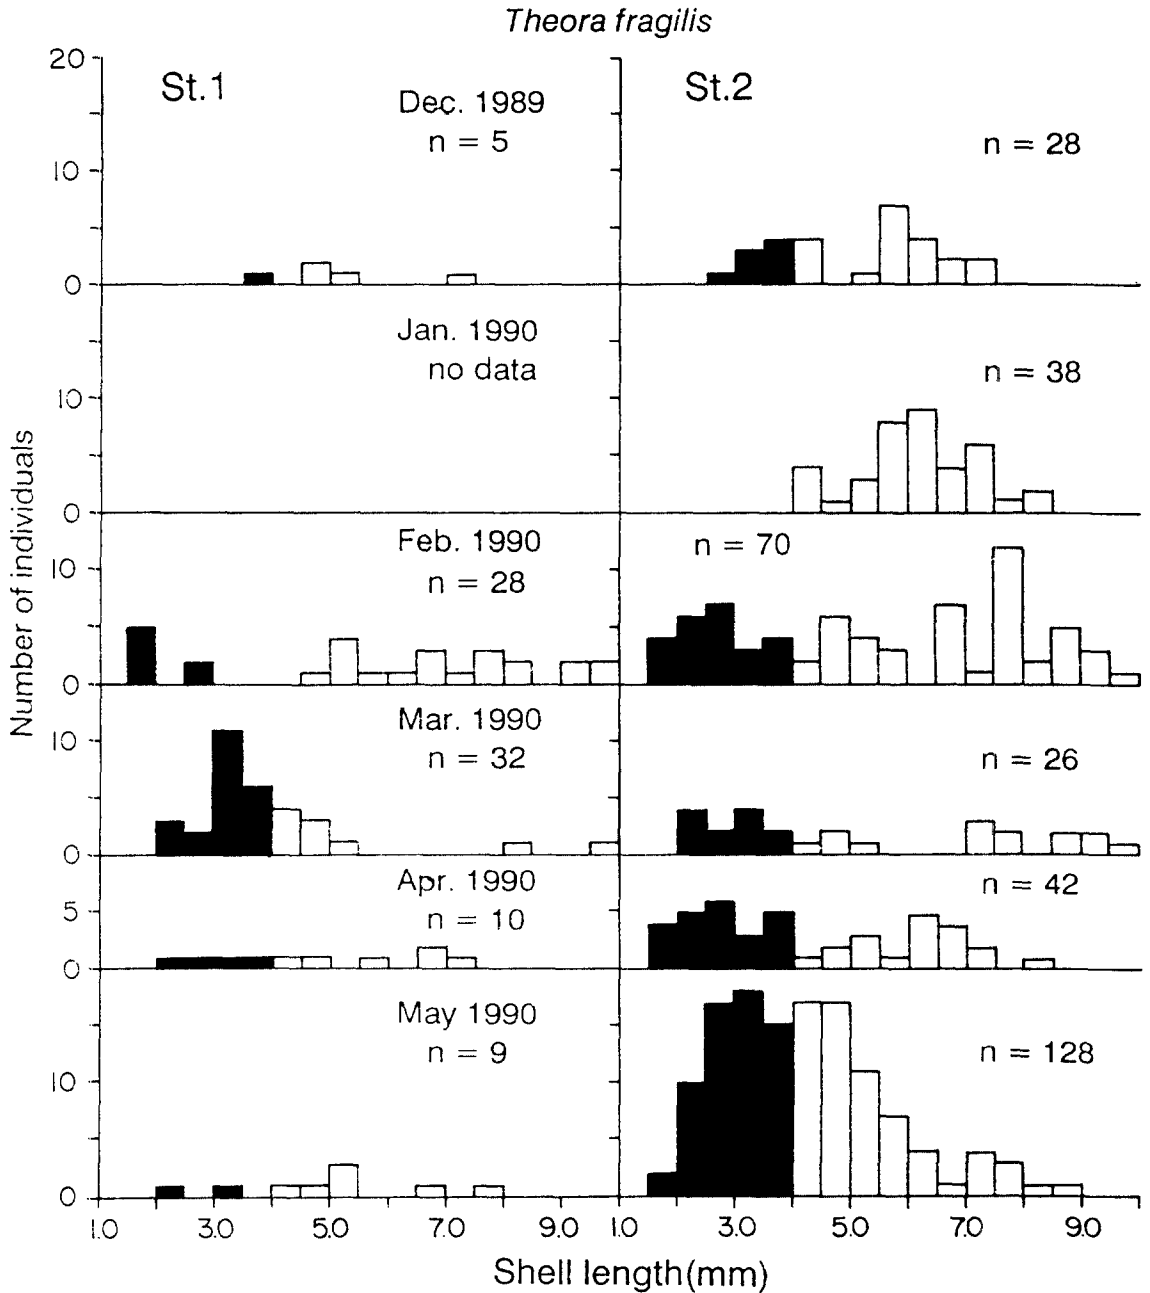 Theora fragilis
20
St.1
St.2
Dec. 1989
n = 5
n = 28
10
0
Jan. 1990
no data
n = 38
10
0
Feb. 1990
n = 28
n = 70
10
0
Mar. 1990
n = 32
n = 26
10
0
Apr. 1990
n = 10
n = 42
5
0
May 1990
n = 9
n = 128
10
0
Number of individuals
1.0 3.0 5.0 7.0 9.0 1.0 3.0 5.0 7.0 9.0
Shell length(mm)